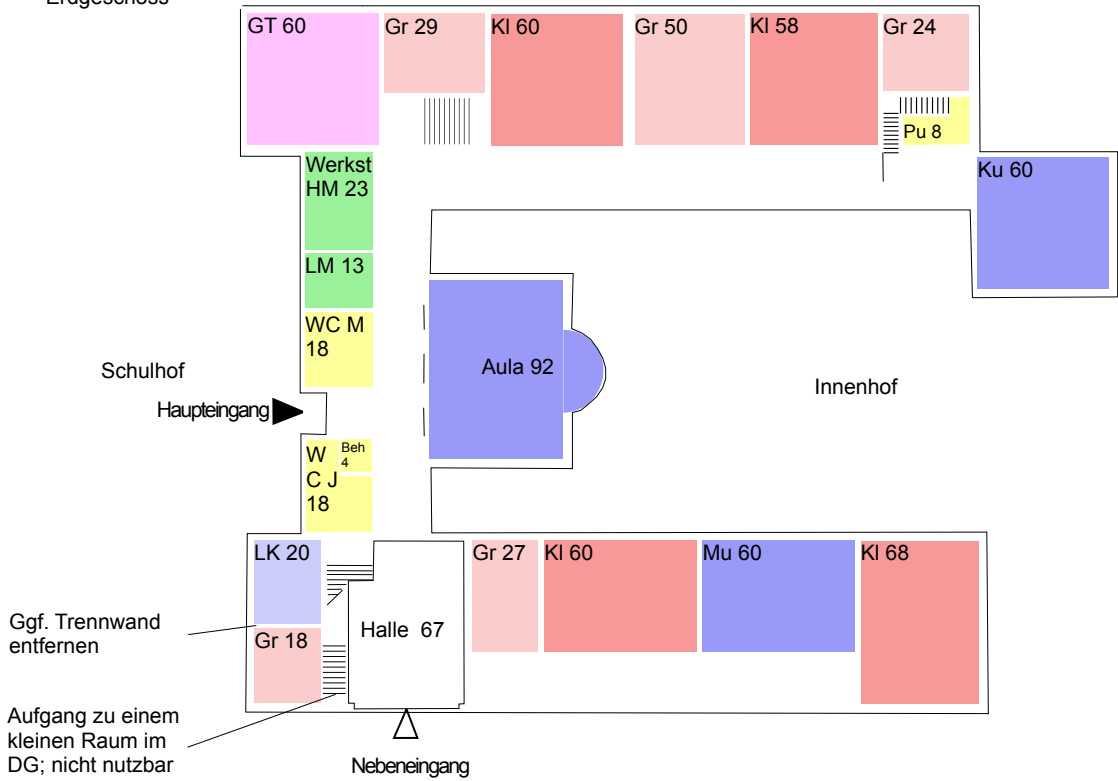 Erdgeschoss
GT 60
Gr 29
Kl 60
Gr 50
Kl 58
Gr 24
Pu 8
Werkst
HM 23
Ku 60
LM 13
WC M
18
Schulhof
Aula 92
Innenhof
Haupteingang
W
C J
18
Beh
4
LK 20
Gr 27
Kl 60
Mu 60
Kl 68
Ggf. Trennwand
entfernen
Gr 18
Halle 67
Aufgang zu einem
kleinen Raum im
DG; nicht nutzbar
Nebeneingang